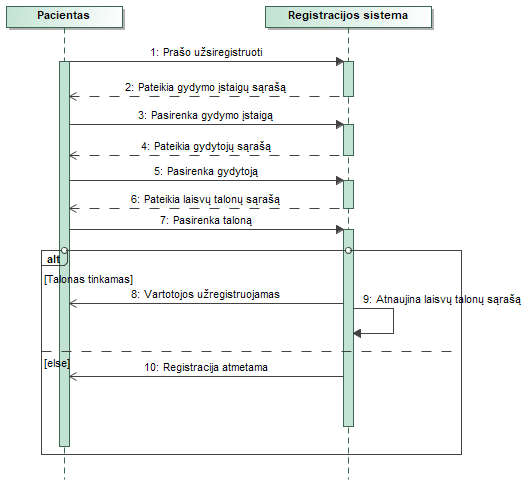 Pacientas
Registracijos sistema
1: Prašo užsiregistruoti
2: Pateikia gydymo įstaigų sąrašą
3: Pasirenka gydymo įstaigą
4: Pateikia gydytojų sąrašą
5: Pasirenka gydytoją
6: Pateikia laisvų talonų sąrašą
7: Pasirenka taloną
alt
[Talonas tinkamas]
8: Vartotojos užregistruojamas
9: Atnaujina laisvų talonų sąrašą
[else]
10: Registracija atmetama